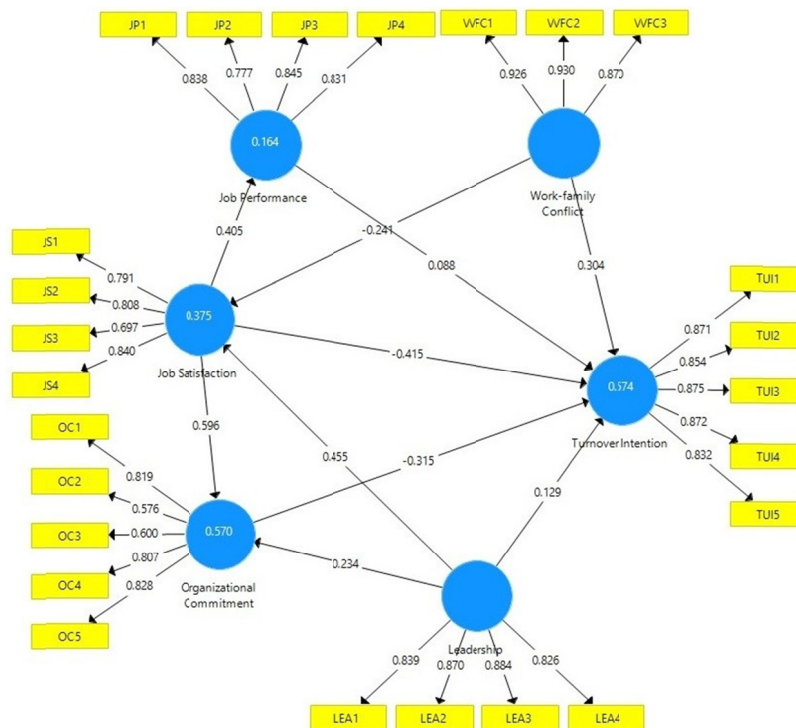 JP1 JP2 JP3 JP4 WFC1 WFC2 WFC3
0.838 0.777 0.845 0.831 0.926 0.930 0.870
0.164
Job Performance
Work-family
Conflict
0.405 -0.241 0.088 0.304
JS1
JS2
JS3
JS4
0.791
0.808
0.697
0.840
0.375
Job Satisfaction
-0.415
TUI1
TUI2
TUI3
TUI4
TUI5
0.871
0.854
0.875
0.872
0.832
0.574
Turnover Intention
0.596 0.455 -0.315 0.129
OC1
OC2
OC3
OC4
OC5
0.819
0.576
0.600
0.807
0.828
0.570
Organizational
Commitment
0.234
Leadership
0.839 0.870 0.884 0.826
LEA1 LEA2 LEA3 LEA4